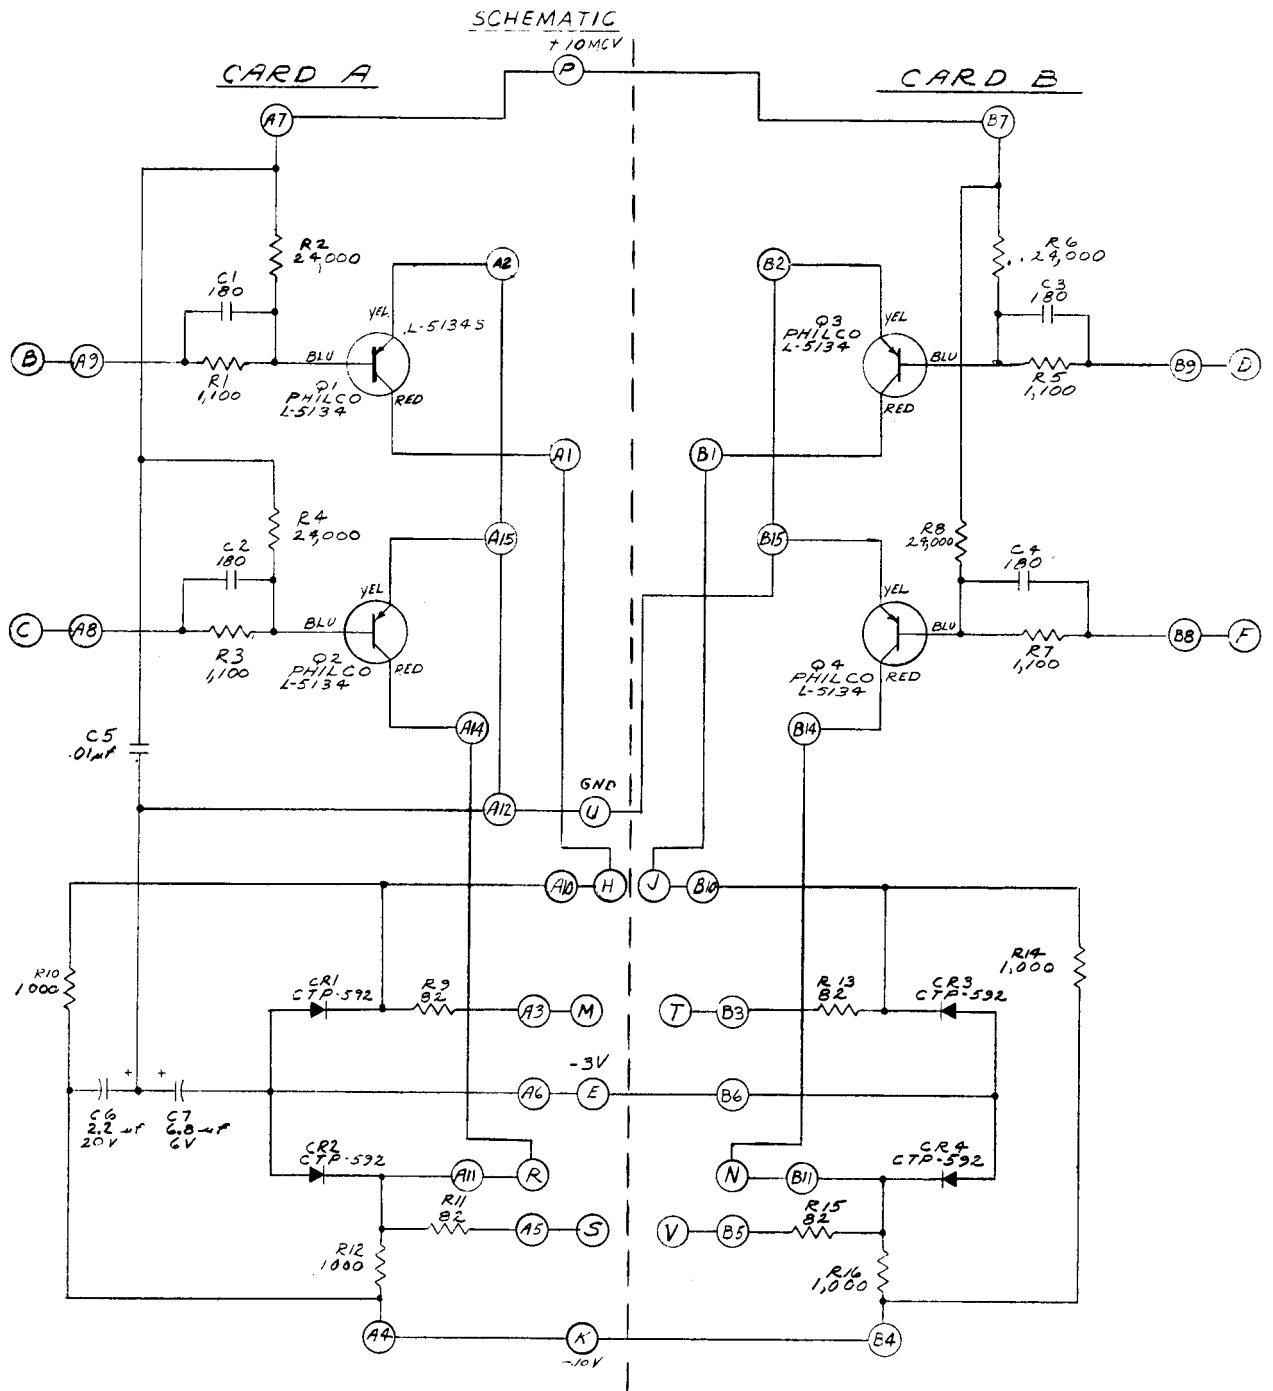 SCHEMATIC
+10MCV
CARD A
P
CARD B
A7
B7
R2
24,000
A2
B2
R6
24,000
C1
180
C3
180
YEL
L-5134S
YEL
Q3
PHILCO
L-5134
B
A9
BLU
BLU
B9
D
R1
1,100
Q1
PHILCO
L-5134
RED
RED
R5
1,100
A1
B1
R4
24,000
A15
B15
R8
24,000
C2
180
C4
180
YEL
YEL
C
A8
BLU
BLU
B8
F
R3
1,100
Q2
PHILCO
L-5134
RED
Q4
PHILCO
L-5134
RED
R7
1,100
A14
B14
C5
.01µf
GND
A12
U
A10
H
J
B10
R10
1000
CR1
CTP-592
R9
82
R13
82
CR3
CTP-592
R14
1,000
A3
M
T
B3
-3V
+
+
A6
E
B6
C6
2.2 µf
20V
C7
6.8 µf
6V
CR2
CTP-592
CR4
CTP-592
A11
R
N
B11
R11
82
R15
82
A5
S
V
B5
R12
1000
R16
1,000
A4
K
B4
-10V